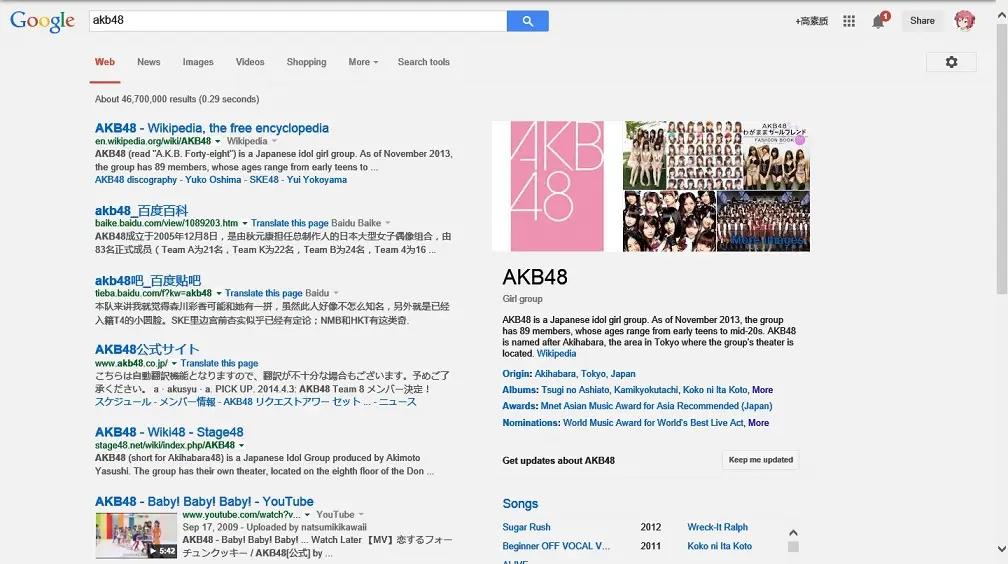 Google
akb48
+高素质
1
Share
Web News Images Videos Shopping More Search tools
About 46,700,000 results (0.29 seconds)
AKB48 - Wikipedia, the free encyclopedia
en.wikipedia.org/wiki/AKB48 Wikipedia
AKB48 (read "A.K.B. Forty-eight") is a Japanese idol girl group. As of November 2013,
the group has 89 members, whose ages range from early teens to ...
AKB48 discography - Yuko Oshima - SKE48 - Yui Yokoyama
akb48_百度百科
baike.baidu.com/view/1089203.htm Translate this page Baidu Baike
AKB48成立于2005年12月8日，是由秋元康担任总制作人的日本大型女子偶像组合，由
83名正式成员（Team A为21名，Team K为22名，Team B为24名，Team 4为16 ...
akb48吧_百度贴吧
tieba.baidu.com/f?kw=akb48 Translate this page Baidu
本队来讲我就觉得森川彩香可能和她有一拼，虽然此人好像不怎么知名，另外就是已经
入籍T4的小圆脸。SKE里边宫前杏实似乎已经有定论；NMB和HKT有这类奇.
AKB48公式サイト
www.akb48.co.jp/ Translate this page
こちらは自動翻訳機能となりますので、翻訳が不十分な場合もございます。予めご了
承ください。 a · akusyu · a. PICK UP. 2014.4.3: AKB48 Team 8 メンバー決定！
スケジュール - メンバー情報 - AKB48 リクエストアワー セット ... - ニュース
AKB48 - Wiki48 - Stage48
stage48.net/wiki/index.php/AKB48
AKB48 (short for Akihabara48) is a Japanese Idol Group produced by Akimoto
Yasushi. The group has their own theater, located on the eighth floor of the Don ...
AKB48 - Baby! Baby! Baby! - YouTube
www.youtube.com/watch?v... YouTube
Sep 17, 2009 - Uploaded by natsumikikawaii
AKB48 - Baby! Baby! Baby! ... Watch Later 【MV】恋するフォー
チュンクッキー / AKB48[公式] by ...
5:42
AKB
48
AKB48
わがままガールフレンド
FASHION BOOK
More images
AKB48
Girl group
AKB48 is a Japanese idol girl group. As of November 2013, the group
has 89 members, whose ages range from early teens to mid-20s. AKB48
is named after Akihabara, the area in Tokyo where the group's theater is
located. Wikipedia
Origin: Akihabara, Tokyo, Japan
Albums: Tsugi no Ashiato, Kamikyokutachi, Koko ni Ita Koto, More
Awards: Mnet Asian Music Award for Asia Recommended (Japan)
Nominations: World Music Award for World's Best Live Act, More
Get updates about AKB48
Keep me updated
Songs
Sugar Rush 2012 Wreck-It Ralph
Beginner OFF VOCAL V... 2011 Koko ni Ita Koto
ALIVE